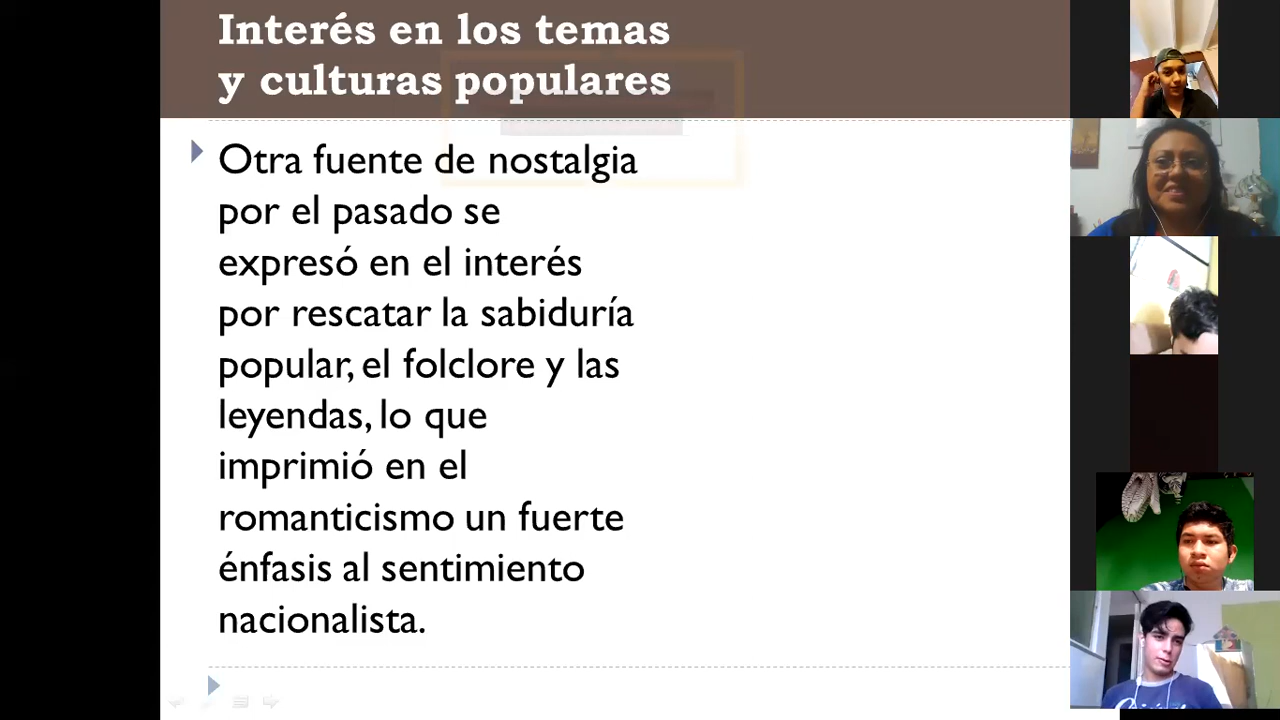 Interés en los temas
y culturas populares
Otra fuente de nostalgia
por el pasado se
expresó en el interés
por rescatar la sabiduría
popular, el folclore y las
leyendas, lo que
imprimió en el
romanticismo un fuerte
énfasis al sentimiento
nacionalista.